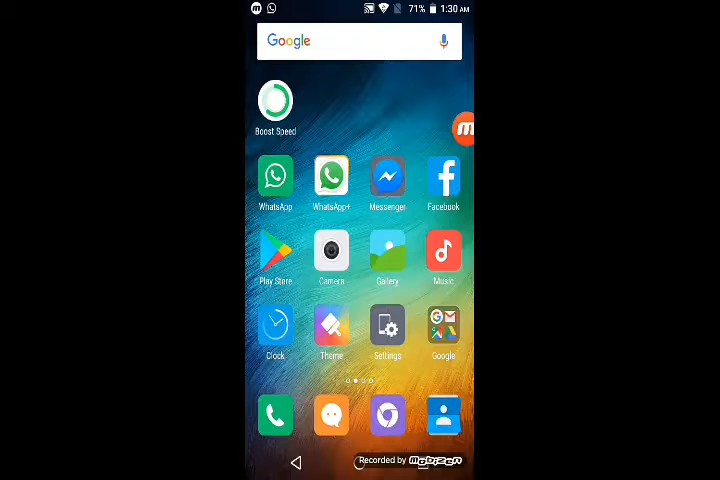 71% 1:30 AM
Google
Boost Speed
WhatsApp WhatsApp+ Messenger Facebook
Play Store Camera Gallery Music
Clock Theme Settings Google
Recorded by mobizen